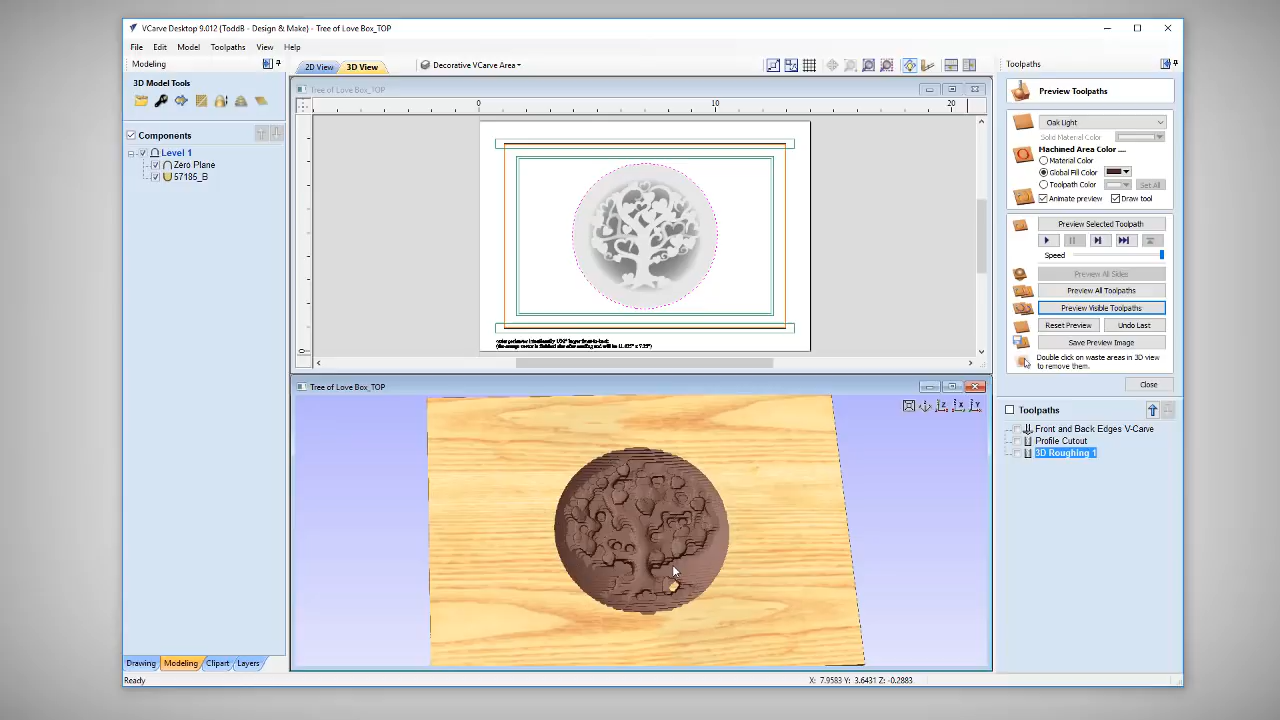 VCarve Desktop 9.012 (ToddB - Design & Make) - Tree of Love Box_TOP
File Edit Model Toolpaths View Help
Modeling
3D Model Tools
Components
Level 1
Zero Plane
57185_B
Drawing Modeling Clipart Layers
Ready
2D View 3D View Decorative VCarve Area
Tree of Love Box_TOP
0 10 20
0
Tree of Love Box_TOP
X: 7.9583 Y: 3.6431 Z: -0.2883
Toolpaths
Preview Toolpaths
Oak Light
Solid Material Color
Machined Area Color ....
Material Color
Global Fill Color
Toolpath Color Set All
Animate preview Draw tool
Preview Selected Toolpath
Speed
Preview All Sides
Preview All Toolpaths
Preview Visible Toolpaths
Reset Preview Undo Last
Save Preview Image
Double click on waste areas in 3D view
to remove them.
Close
Toolpaths
Front and Back Edges V-Carve
Profile Cutout
3D Roughing 1